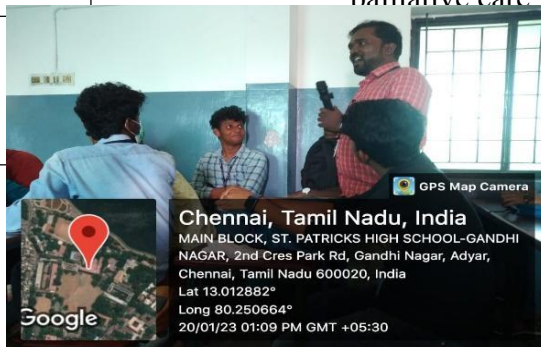 palliative care
GPS Map Camera
Chennai, Tamil Nadu, India
MAIN BLOCK, ST. PATRICKS HIGH SCHOOL-GANDHI
NAGAR, 2nd Cres Park Rd, Gandhi Nagar, Adyar,
Chennai, Tamil Nadu 600020, India
Lat 13.012882°
Long 80.250664°
20/01/23 01:09 PM GMT +05:30
Google